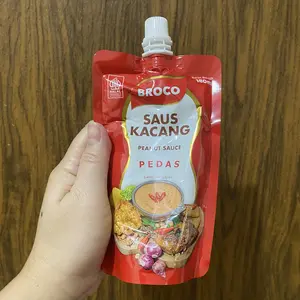 BROCO
SAUS
KACANG
PEANUT SAUCE
PEDAS